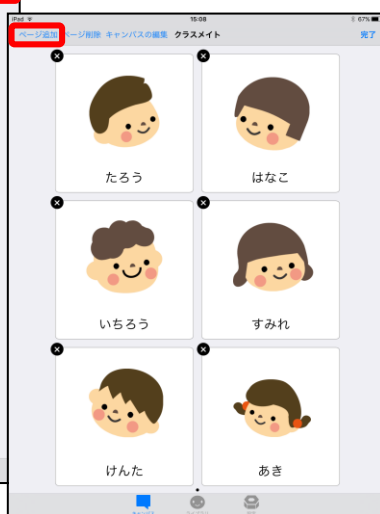 iPad 15:08 67%
ページ追加 ページ削除 キャンバスの編集 クラスメイト 完了
たろう はなこ
いちろう すみれ
けんた あき